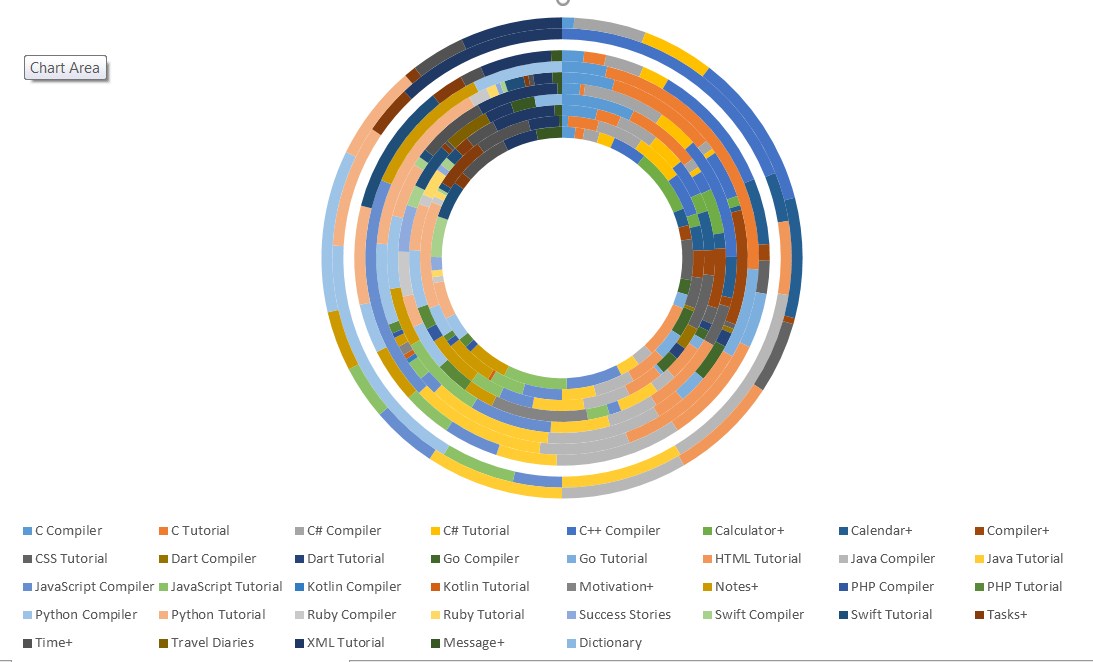 Chart Area
C Compiler C Tutorial C# Compiler C# Tutorial C++ Compiler Calculator+ Calendar+ Compiler+
CSS Tutorial Dart Compiler Dart Tutorial Go Compiler Go Tutorial HTML Tutorial Java Compiler Java Tutorial
JavaScript Compiler JavaScript Tutorial Kotlin Compiler Kotlin Tutorial Motivation+ Notes+ PHP Compiler PHP Tutorial
Python Compiler Python Tutorial Ruby Compiler Ruby Tutorial Success Stories Swift Compiler Swift Tutorial Tasks+
Time+ Travel Diaries XML Tutorial Message+ Dictionary